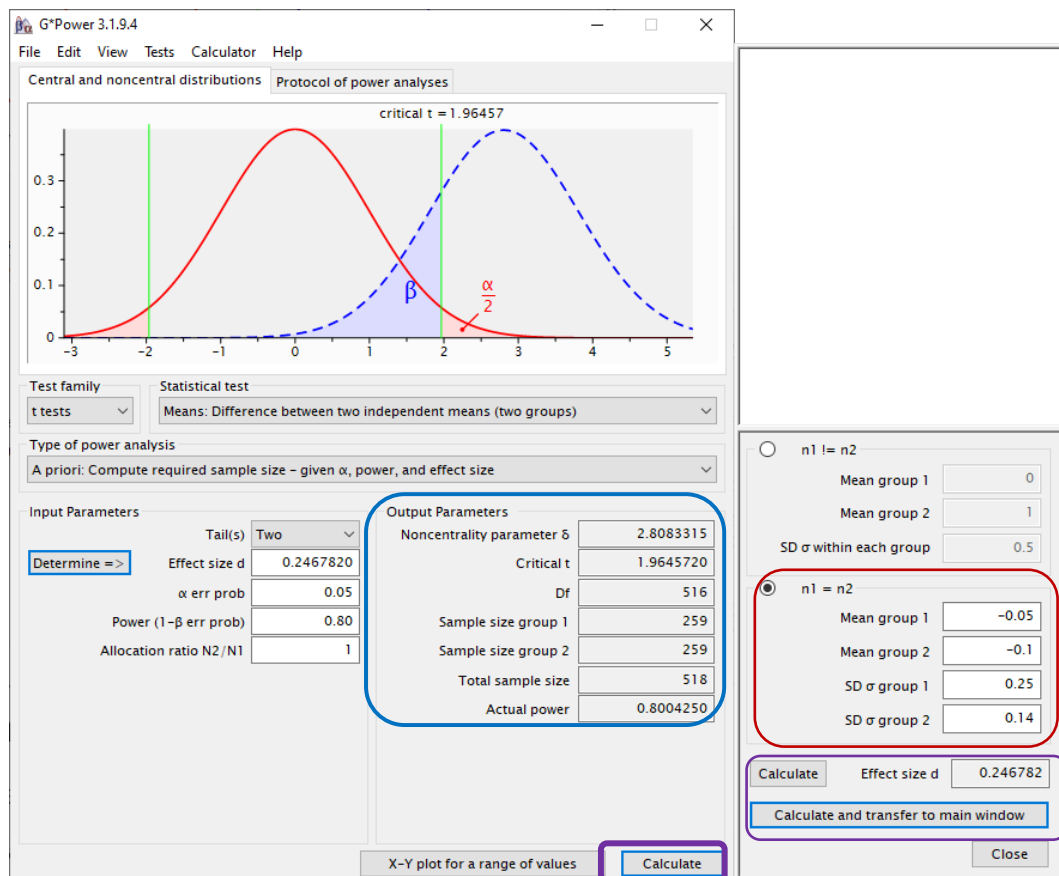 G*Power 3.1.9.4
File Edit View Tests Calculator Help
Central and noncentral distributions Protocol of power analyses
critical t = 1.96457
0.3
0.2
0.1
0
β
α
2
-3 -2 -1 0 1 2 3 4 5
Test family Statistical test
t tests Means: Difference between two independent means (two groups)
Type of power analysis
A priori: Compute required sample size - given α, power, and effect size
Input Parameters
Tail(s) Two
Determine => Effect size d 0.2467820
α err prob 0.05
Power (1-β err prob) 0.80
Allocation ratio N2/N1 1
Output Parameters
Noncentrality parameter δ 2.8083315
Critical t 1.9645720
Df 516
Sample size group 1 259
Sample size group 2 259
Total sample size 518
Actual power 0.8004250
X-Y plot for a range of values Calculate
n1 != n2
Mean group 1 0
Mean group 2 1
SD σ within each group 0.5
n1 = n2
Mean group 1 -0.05
Mean group 2 -0.1
SD σ group 1 0.25
SD σ group 2 0.14
Calculate Effect size d 0.246782
Calculate and transfer to main window
Close